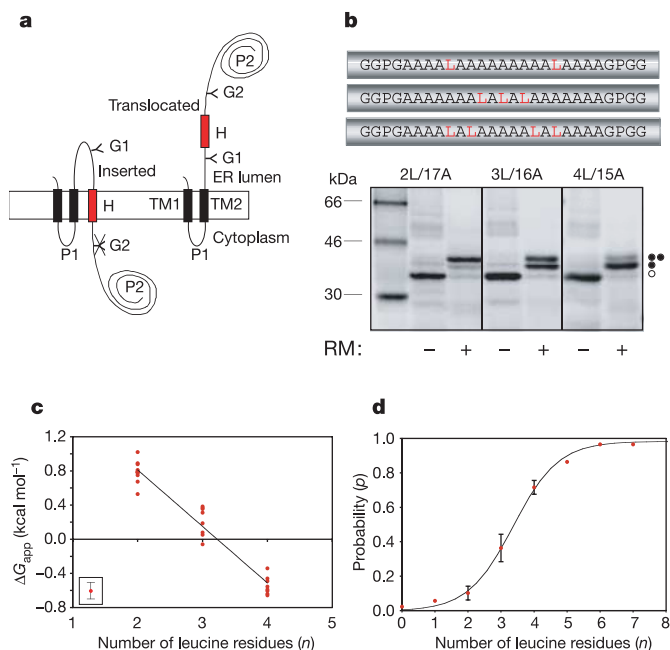 a
P2
G2
Translocated
H
G1
G1
Inserted
ER lumen
H
TM1
TM2
Cytoplasm
G2
P1
P1
P2
b
GGPGAAAALAAAAAAAAALAAAAGPGG
GGPGAAAAAAALALALAAAAAAAGPGG
GGPGAAAALALAAAAALALAAAAGPGG
kDa
2L/17A
3L/16A
4L/15A
66
46
30
RM:
−
+
−
+
−
+
c
ΔGapp (kcal mol−1)
1.2
0.8
0.4
0.0
−0.4
−0.8
1
2
3
4
5
Number of leucine residues (n)
d
Probability (p)
1.0
0.8
0.6
0.4
0.2
0.0
0
1
2
3
4
5
6
7
8
Number of leucine residues (n)